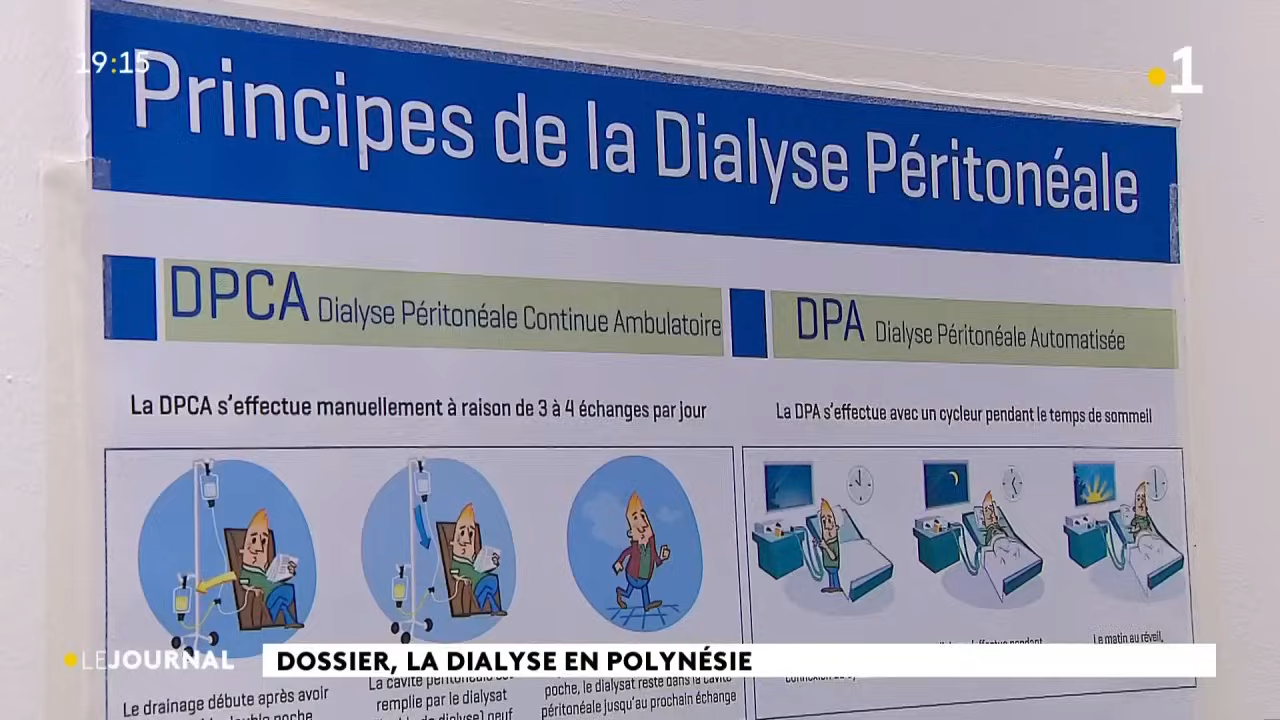 19:15
1
Principes de la Dialyse Péritonéale
DPCA Dialyse Péritonéale Continue Ambulatoire
DPA Dialyse Péritonéale Automatisée
La DPCA s'effectue manuellement à raison de 3 à 4 échanges par jour
La DPA s'effectue avec un cycleur pendant le temps de sommeil
Le drainage débute après avoir
La cavité péritonéale
remplie par le dialysat
neuf
poche, le dialysat reste dans la cavité
péritonéale jusqu'au prochain échange
Le matin au réveil,
LE JOURNAL
DOSSIER, LA DIALYSE EN POLYNÉSIE